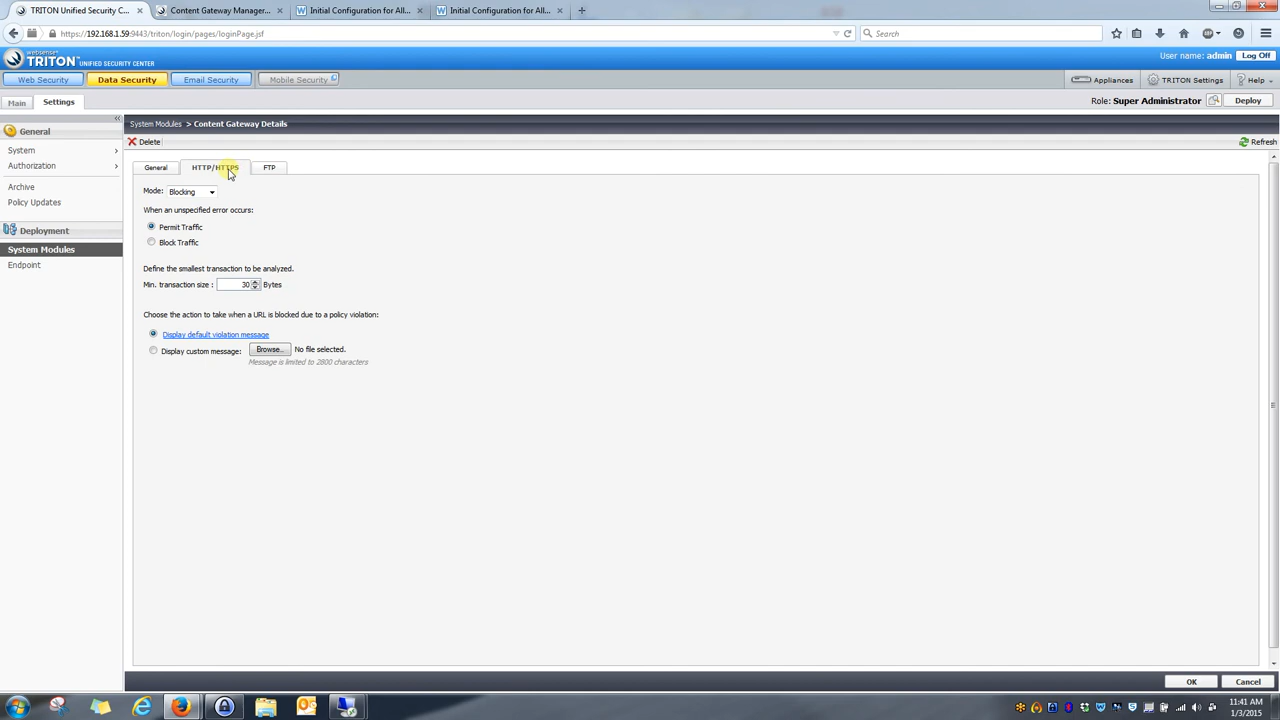 TRITON Unified Security C...
Content Gateway Manager...
Initial Configuration for All...
Initial Configuration for All...
https://192.168.1.59:9443/triton/login/pages/loginPage.jsf
Search
websense
TRITON UNIFIED SECURITY CENTER
User name: admin
Log Off
Web Security
Data Security
Email Security
Mobile Security
Appliances
TRITON Settings
Help
Main
Settings
Role: Super Administrator
Deploy
General
System
Authorization
Archive
Policy Updates
Deployment
System Modules
Endpoint
System Modules > Content Gateway Details
Delete
Refresh
General
HTTP/HTTPS
FTP
Mode: Blocking
When an unspecified error occurs:
Permit Traffic
Block Traffic
Define the smallest transaction to be analyzed.
Min. transaction size : 30 Bytes
Choose the action to take when a URL is blocked due to a policy violation:
Display default violation message
Display custom message: Browse... No file selected.
Message is limited to 2800 characters
OK
Cancel
11:41 AM
1/3/2015